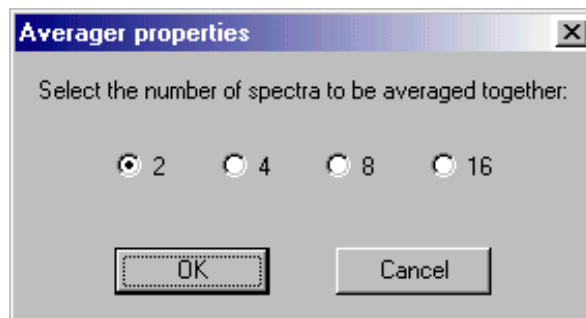 Averager properties
Select the number of spectra to be averaged together:
2 4 8 16
OK Cancel